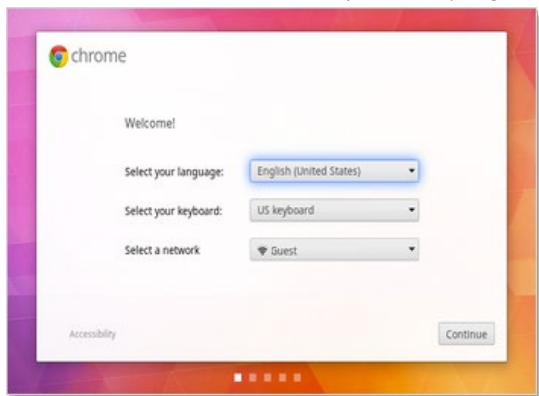 chrome
Welcome!
Select your language: English (United States)
Select your keyboard: US keyboard
Select a network Guest
Accessibility Continue